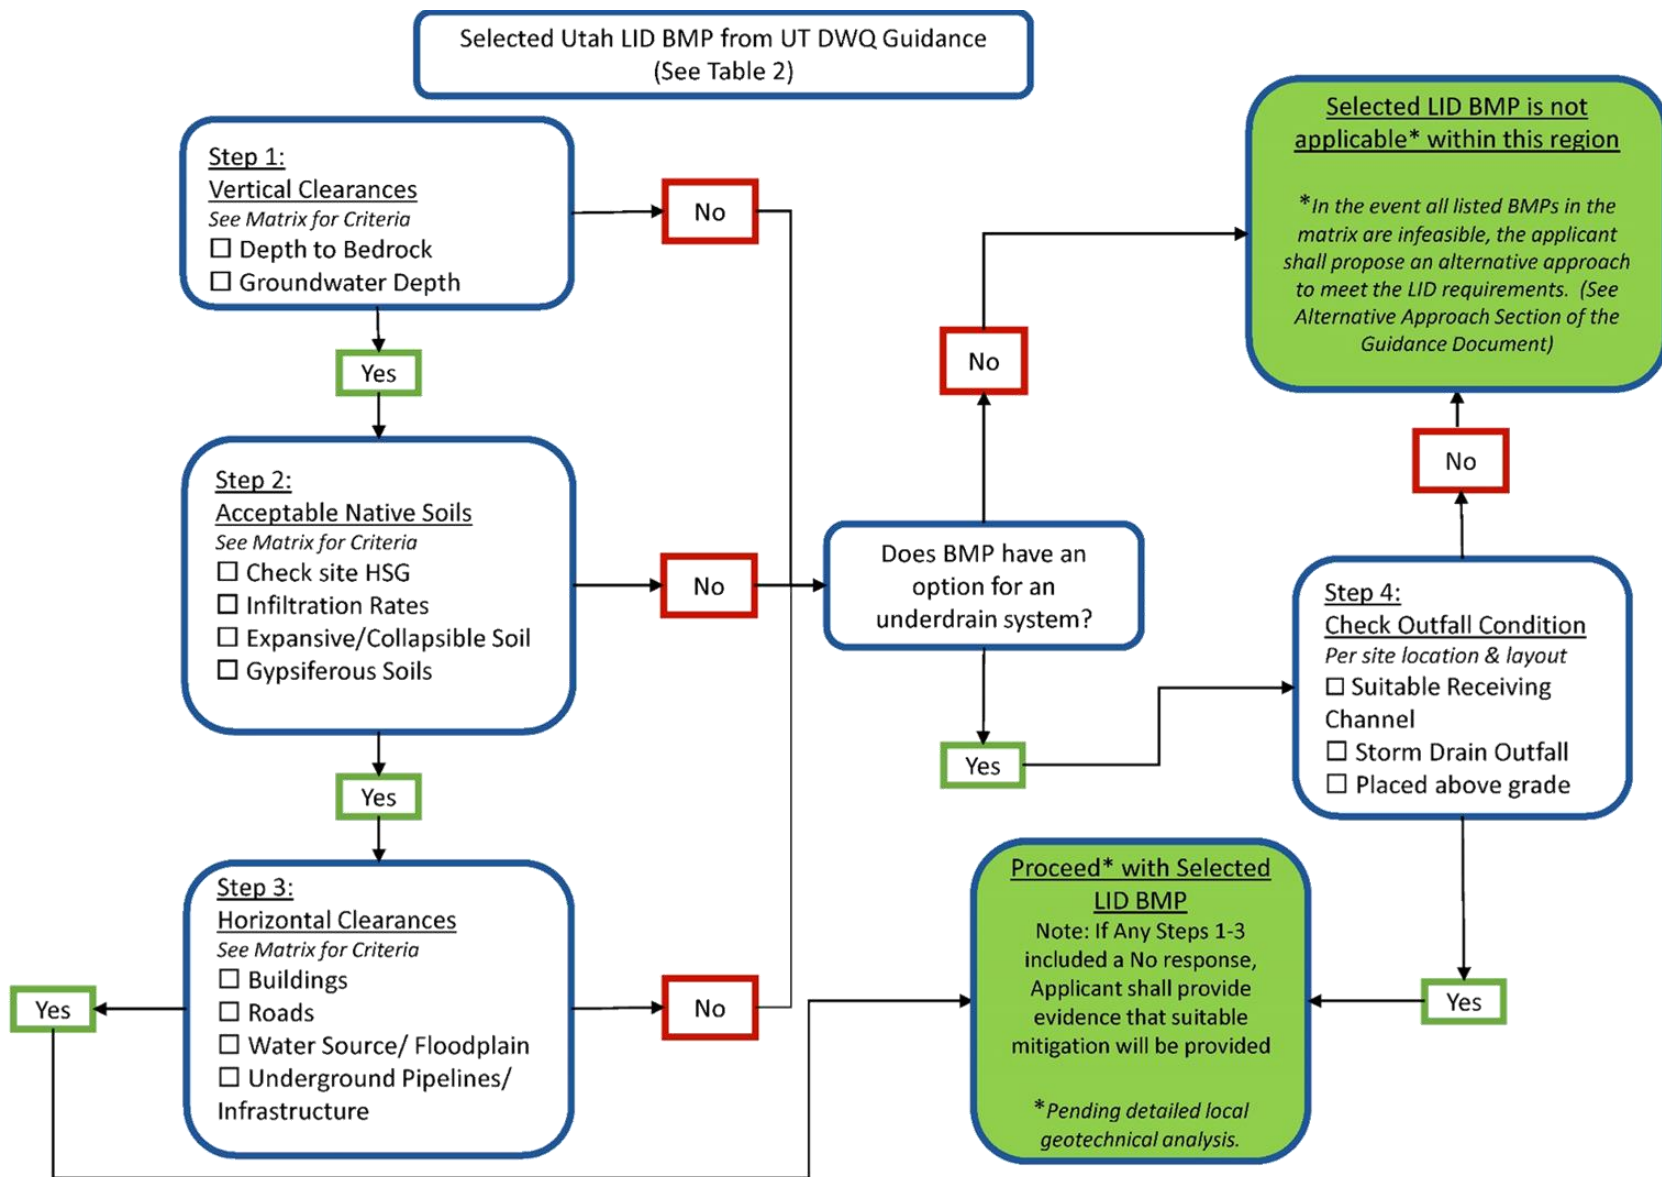 Selected Utah LID BMP from UT DWQ Guidance
(See Table 2)
Step 1:
Vertical Clearances
See Matrix for Criteria
☐ Depth to Bedrock
☐ Groundwater Depth
No
Yes
Step 2:
Acceptable Native Soils
See Matrix for Criteria
☐ Check site HSG
☐ Infiltration Rates
☐ Expansive/Collapsible Soil
☐ Gypsiferous Soils
No
Yes
Step 3:
Horizontal Clearances
See Matrix for Criteria
☐ Buildings
☐ Roads
☐ Water Source/ Floodplain
☐ Underground Pipelines/
Infrastructure
No
Yes
Does BMP have an
option for an
underdrain system?
No
Yes
Selected LID BMP is not
applicable* within this region
*In the event all listed BMPs in the
matrix are infeasible, the applicant
shall propose an alternative approach
to meet the LID requirements. (See
Alternative Approach Section of the
Guidance Document)
No
Step 4:
Check Outfall Condition
Per site location & layout
☐ Suitable Receiving
Channel
☐ Storm Drain Outfall
☐ Placed above grade
Yes
Proceed* with Selected
LID BMP
Note: If Any Steps 1-3
included a No response,
Applicant shall provide
evidence that suitable
mitigation will be provided
*Pending detailed local
geotechnical analysis.